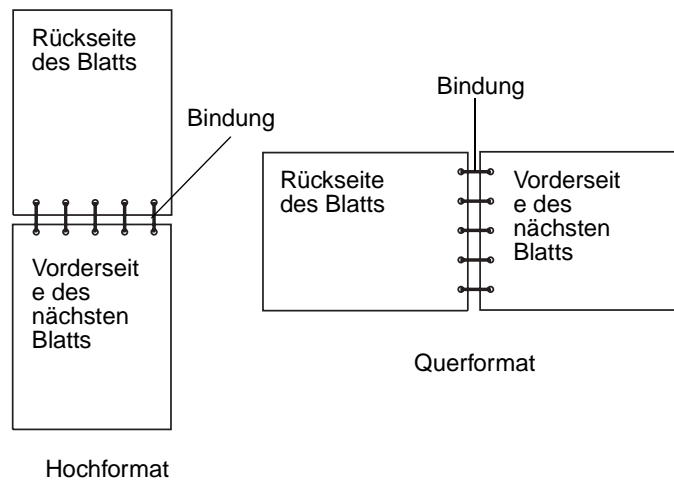 Rückseite
des Blatts
Bindung
Vorderseit
e des
nächsten
Blatts
Hochformat
Bindung
Rückseite
des Blatts
Vorderseit
e des
nächsten
Blatts
Querformat